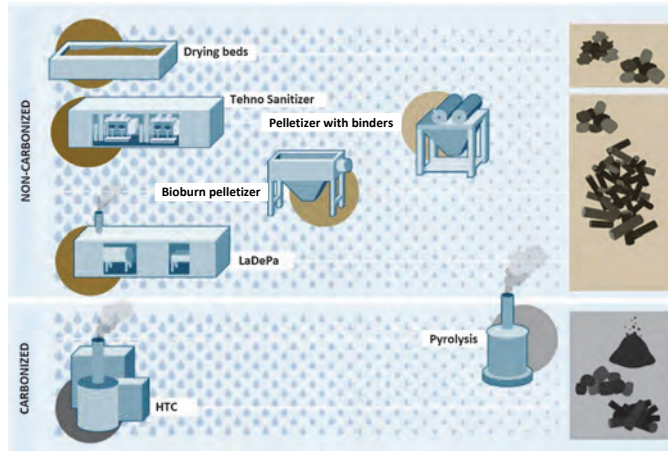 NON-CARBONIZED
Drying beds
Tehno Sanitizer
Pelletizer with binders
Bioburn pelletizer
LaDePa
CARBONIZED
Pyrolysis
HTC